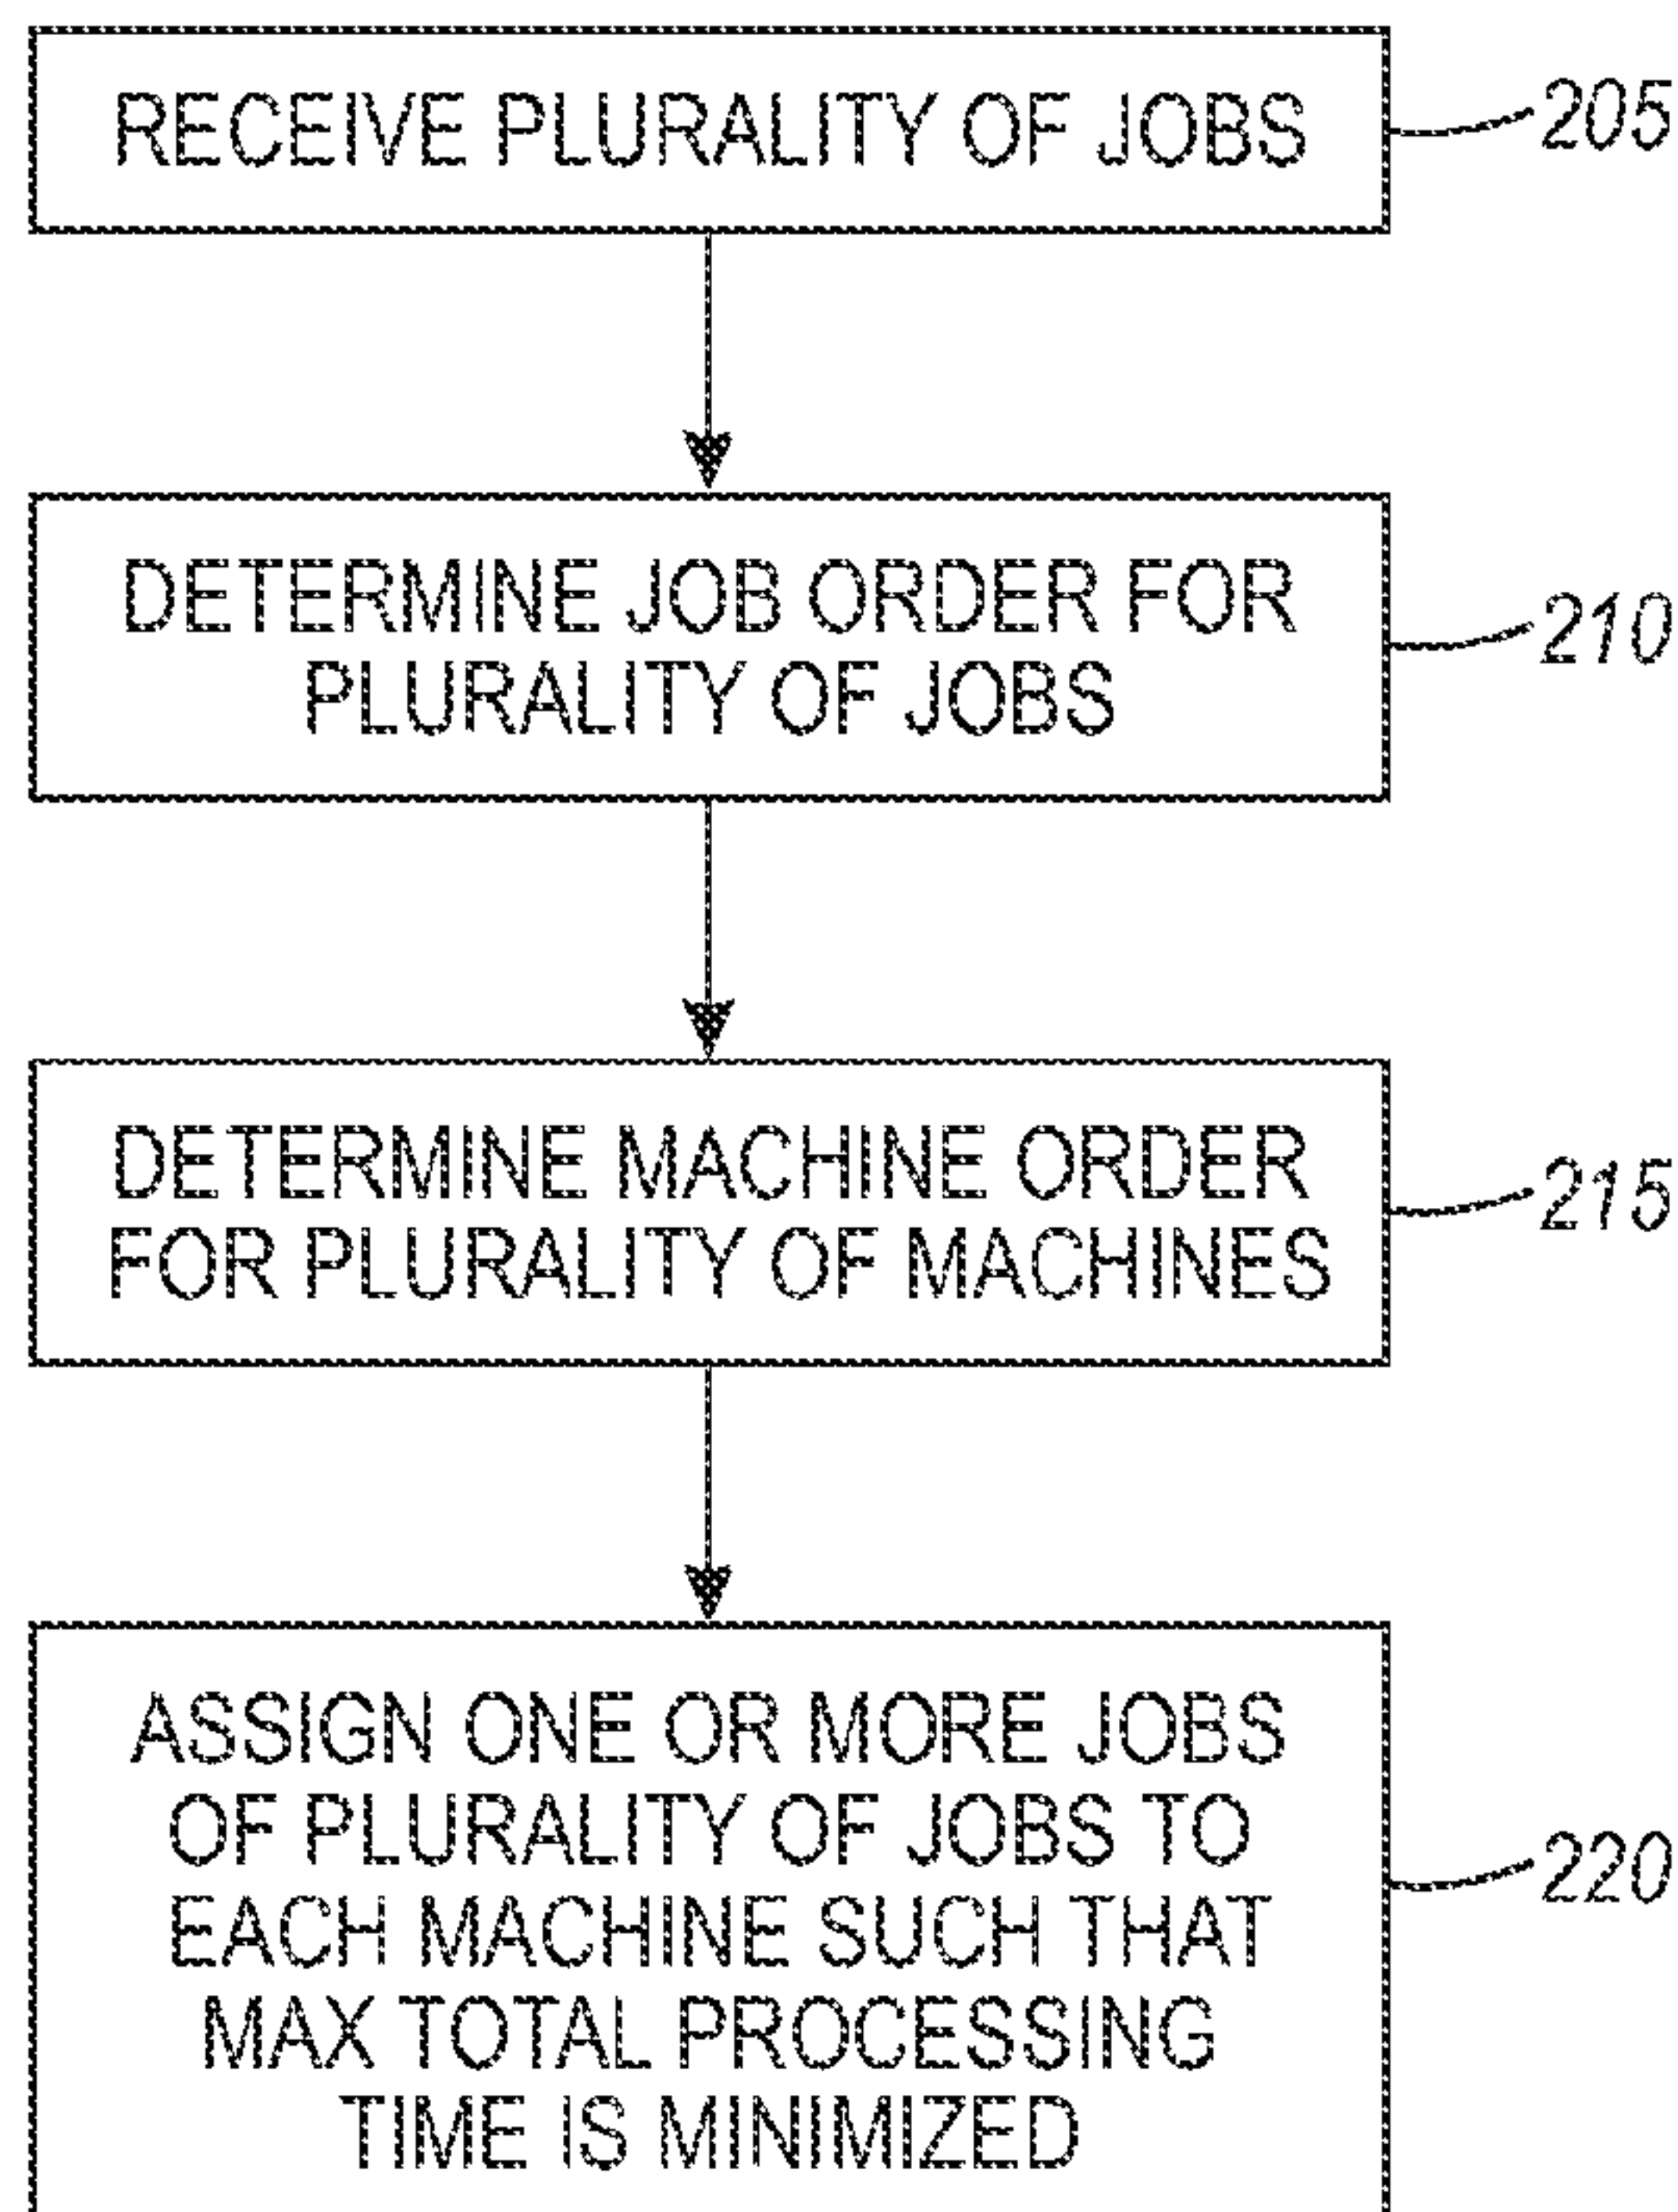 RECEIVE PLURALITY OF JOBS
205
DETERMINE JOB ORDER FOR
PLURALITY OF JOBS
210
DETERMINE MACHINE ORDER
FOR PLURALITY OF MACHINES
215
ASSIGN ONE OR MORE JOBS
OF PLURALITY OF JOBS TO
EACH MACHINE SUCH THAT
MAX TOTAL PROCESSING
TIME IS MINIMIZED
220